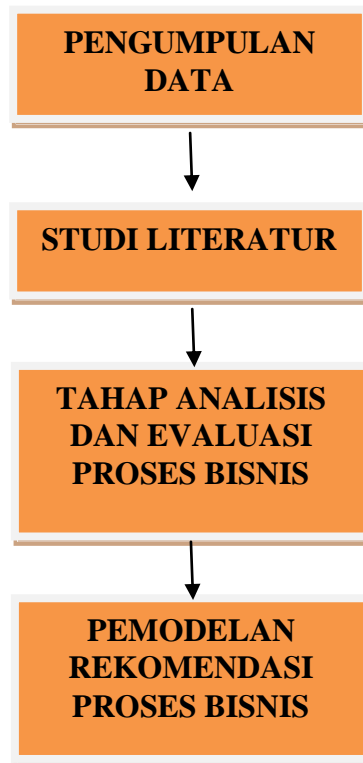 PENGUMPULAN
DATA
STUDI LITERATUR
TAHAP ANALISIS
DAN EVALUASI
PROSES BISNIS
PEMODELAN
REKOMENDASI
PROSES BISNIS